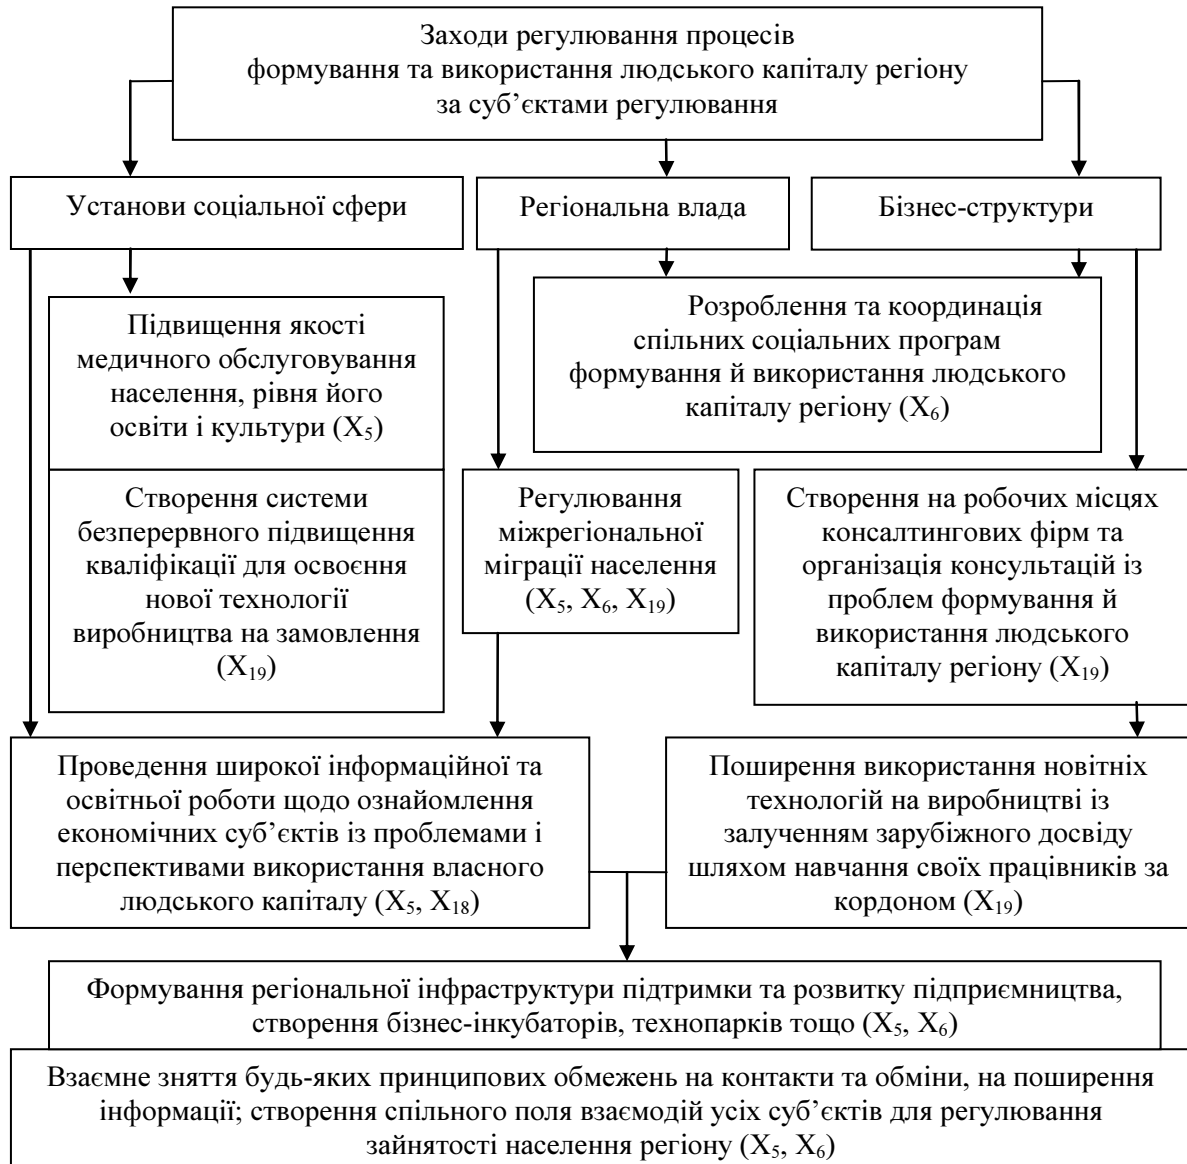 Заходи регулювання процесів
формування та використання людського капіталу регіону
за суб’єктами регулювання
Установи соціальної сфери
Регіональна влада
Бізнес-структури
Підвищення якості
медичного обслуговування
населення, рівня його
освіти і культури (X₅)
Розроблення та координація
спільних соціальних програм
формування й використання людського
капіталу регіону (X₆)
Створення системи
безперервного підвищення
кваліфікації для освоєння
нової технології
виробництва на замовлення
(X₁₉)
Регулювання
міжрегіональної
міграції населення
(X₅, X₆, X₁₉)
Створення на робочих місцях
консалтингових фірм та
організація консультацій із
проблем формування й
використання людського
капіталу регіону (X₁₉)
Проведення широкої інформаційної та
освітньої роботи щодо ознайомлення
економічних суб’єктів із проблемами і
перспективами використання власного
людського капіталу (X₅, X₁₈)
Поширення використання новітніх
технологій на виробництві із
залученням зарубіжного досвіду
шляхом навчання своїх працівників за
кордоном (X₁₉)
Формування регіональної інфраструктури підтримки та розвитку підприємництва,
створення бізнес-інкубаторів, технопарків тощо (X₅, X₆)
Взаємне зняття будь-яких принципових обмежень на контакти та обміни, на поширення
інформації; створення спільного поля взаємодій усіх суб’єктів для регулювання
зайнятості населення регіону (X₅, X₆)